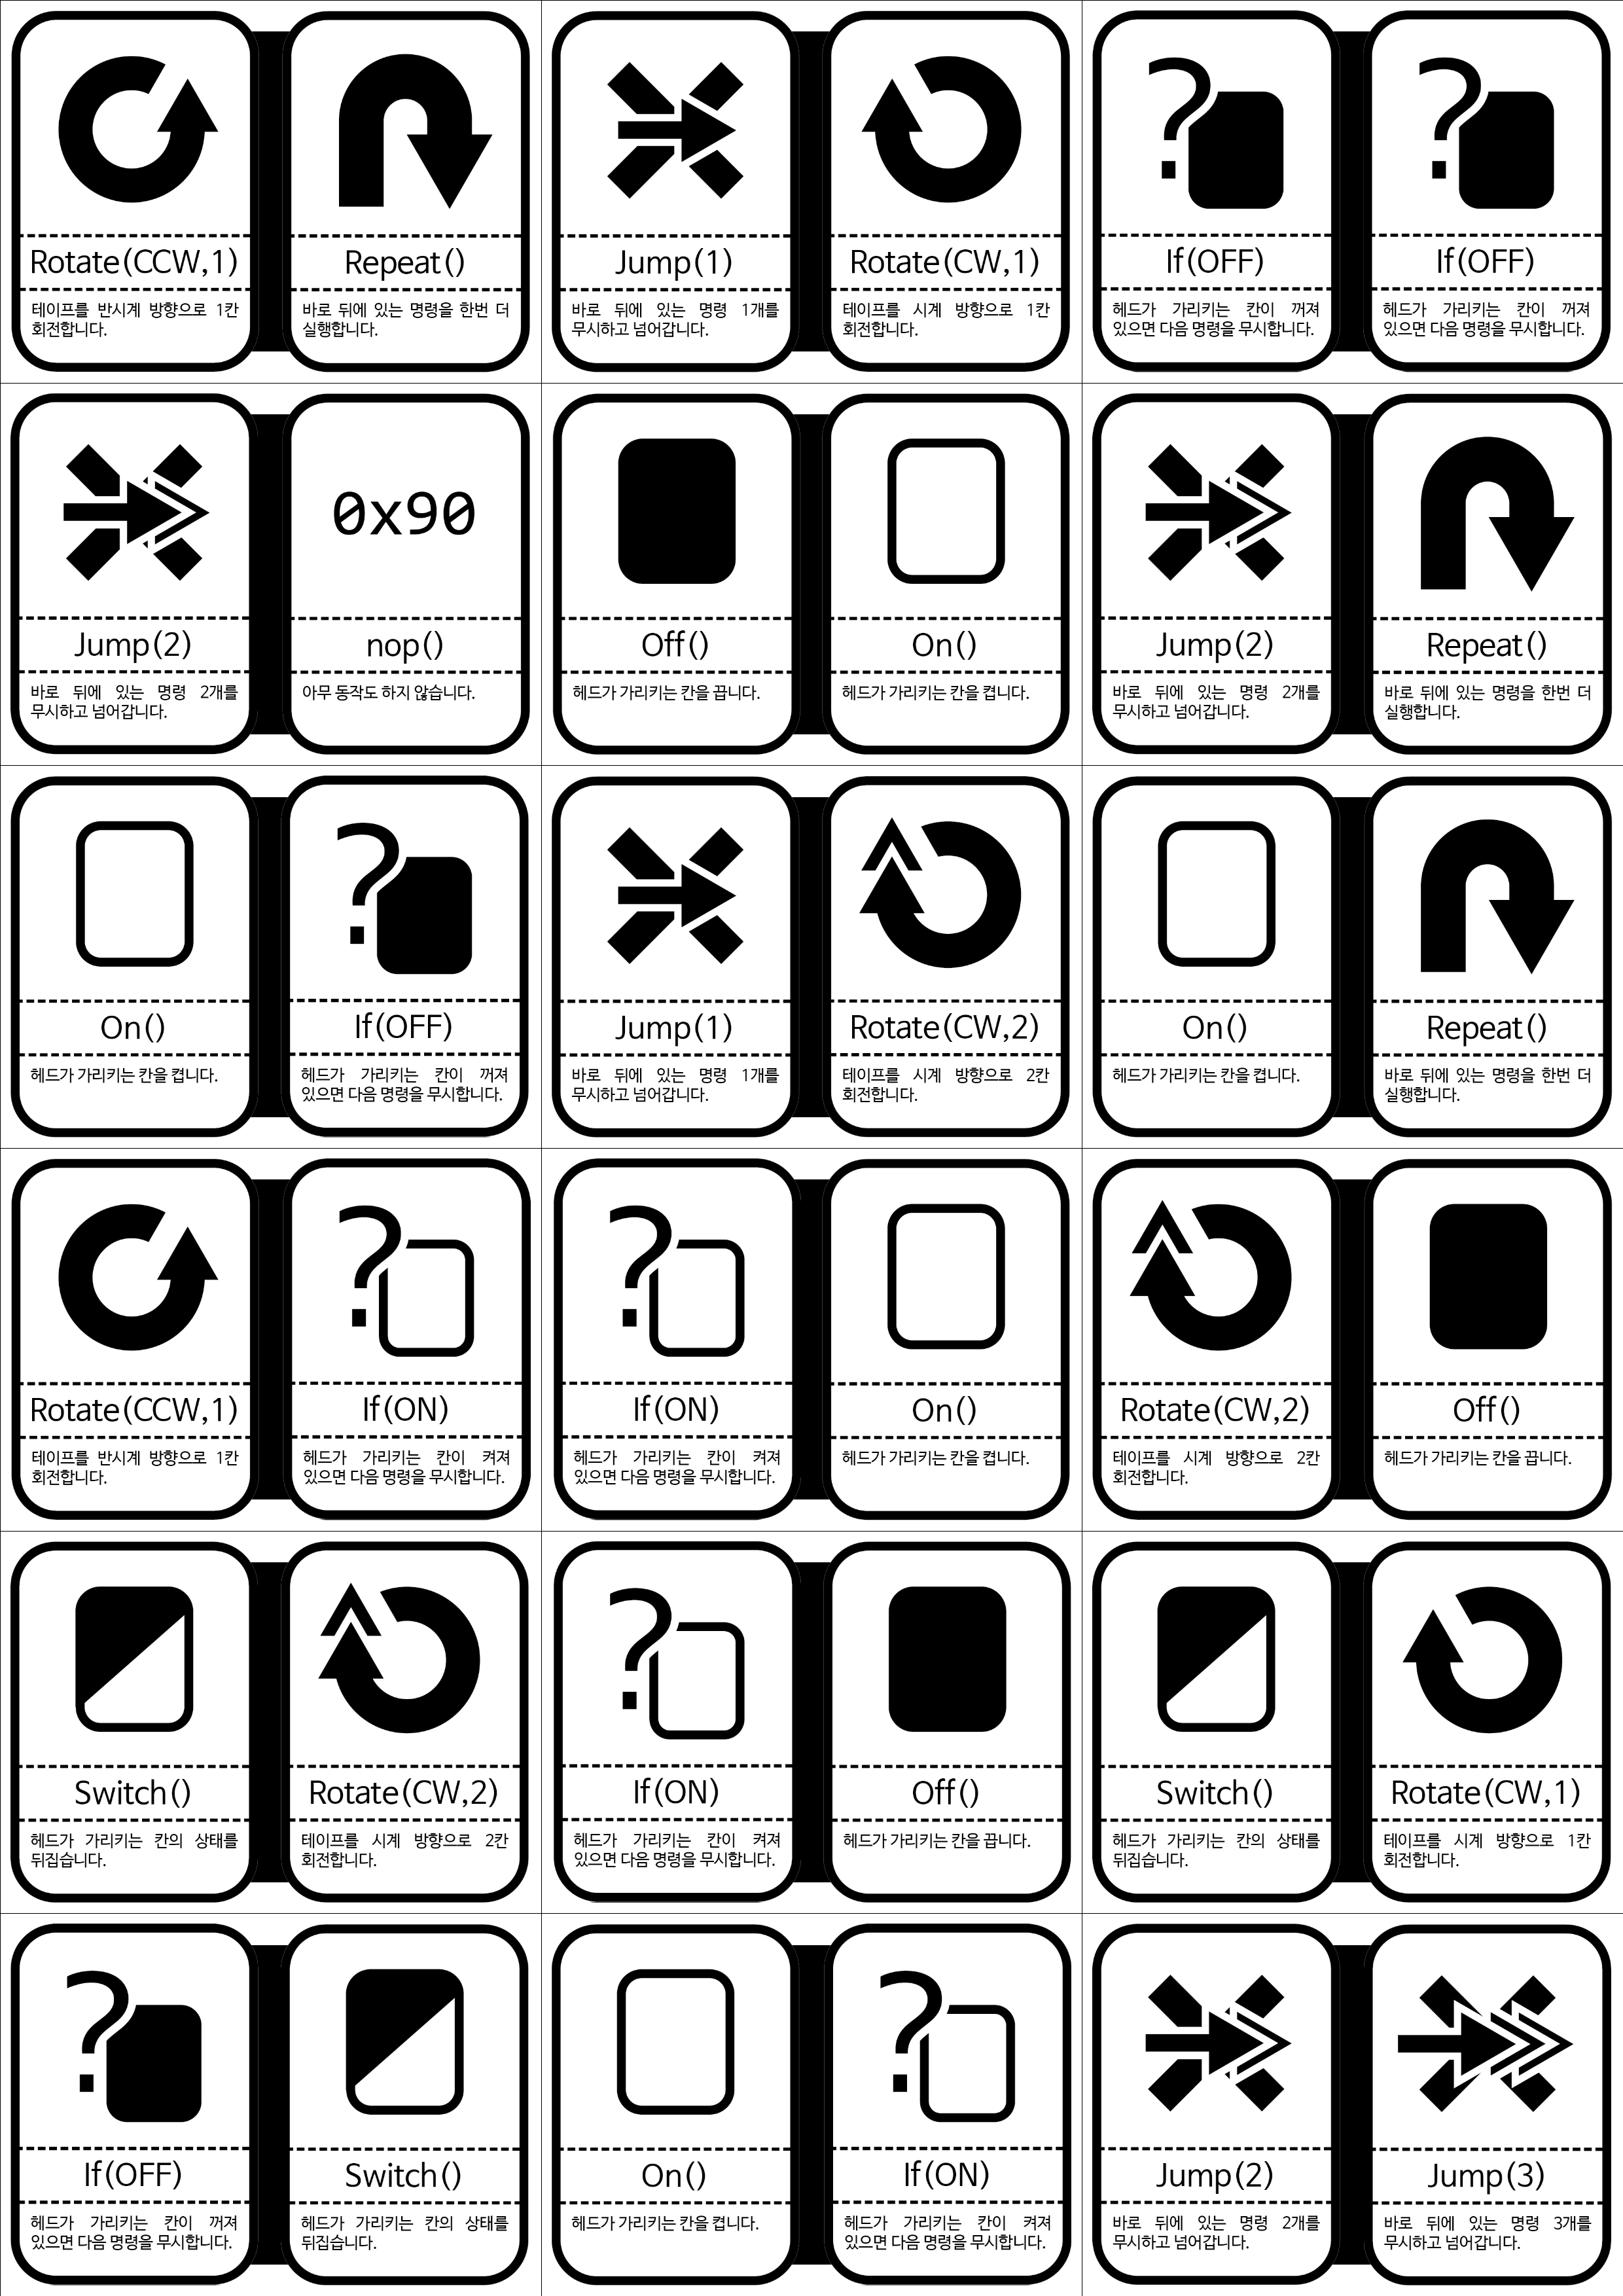 Rotate(CCW,1)
테이프를 반시계 방향으로 1칸
회전합니다.
Repeat()
바로 뒤에 있는 명령을 한번 더
실행합니다.
Jump(1)
바로 뒤에 있는 명령 1개를
무시하고 넘어갑니다.
Rotate(CW,1)
테이프를 시계 방향으로 1칸
회전합니다.
If(OFF)
헤드가 가리키는 칸이 꺼져
있으면 다음 명령을 무시합니다.
If(OFF)
헤드가 가리키는 칸이 꺼져
있으면 다음 명령을 무시합니다.
Jump(2)
바로 뒤에 있는 명령 2개를
무시하고 넘어갑니다.
0x90
nop()
아무 동작도 하지 않습니다.
Off()
헤드가 가리키는 칸을 끕니다.
On()
헤드가 가리키는 칸을 켭니다.
Jump(2)
바로 뒤에 있는 명령 2개를
무시하고 넘어갑니다.
Repeat()
바로 뒤에 있는 명령을 한번 더
실행합니다.
On()
헤드가 가리키는 칸을 켭니다.
?
If(OFF)
헤드가 가리키는 칸이 꺼져
있으면 다음 명령을 무시합니다.
Jump(1)
바로 뒤에 있는 명령 1개를
무시하고 넘어갑니다.
Rotate(CW,2)
테이프를 시계 방향으로 2칸
회전합니다.
On()
헤드가 가리키는 칸을 켭니다.
Repeat()
바로 뒤에 있는 명령을 한번 더
실행합니다.
Rotate(CCW,1)
테이프를 반시계 방향으로 1칸
회전합니다.
If(ON)
헤드가 가리키는 칸이 켜져
있으면 다음 명령을 무시합니다.
If(ON)
헤드가 가리키는 칸이 켜져
있으면 다음 명령을 무시합니다.
On()
헤드가 가리키는 칸을 켭니다.
Rotate(CW,2)
테이프를 시계 방향으로 2칸
회전합니다.
Off()
헤드가 가리키는 칸을 끕니다.
Switch()
헤드가 가리키는 칸의 상태를
뒤집습니다.
Rotate(CW,2)
테이프를 시계 방향으로 2칸
회전합니다.
If(ON)
헤드가 가리키는 칸이 켜져
있으면 다음 명령을 무시합니다.
Off()
헤드가 가리키는 칸을 끕니다.
Switch()
헤드가 가리키는 칸의 상태를
뒤집습니다.
Rotate(CW,1)
테이프를 시계 방향으로 1칸
회전합니다.
If(OFF)
헤드가 가리키는 칸이 꺼져
있으면 다음 명령을 무시합니다.
Switch()
헤드가 가리키는 칸의 상태를
뒤집습니다.
On()
헤드가 가리키는 칸을 켭니다.
If(ON)
헤드가 가리키는 칸이 켜져
있으면 다음 명령을 무시합니다.
Jump(2)
바로 뒤에 있는 명령 2개를
무시하고 넘어갑니다.
Jump(3)
바로 뒤에 있는 명령 3개를
무시하고 넘어갑니다.